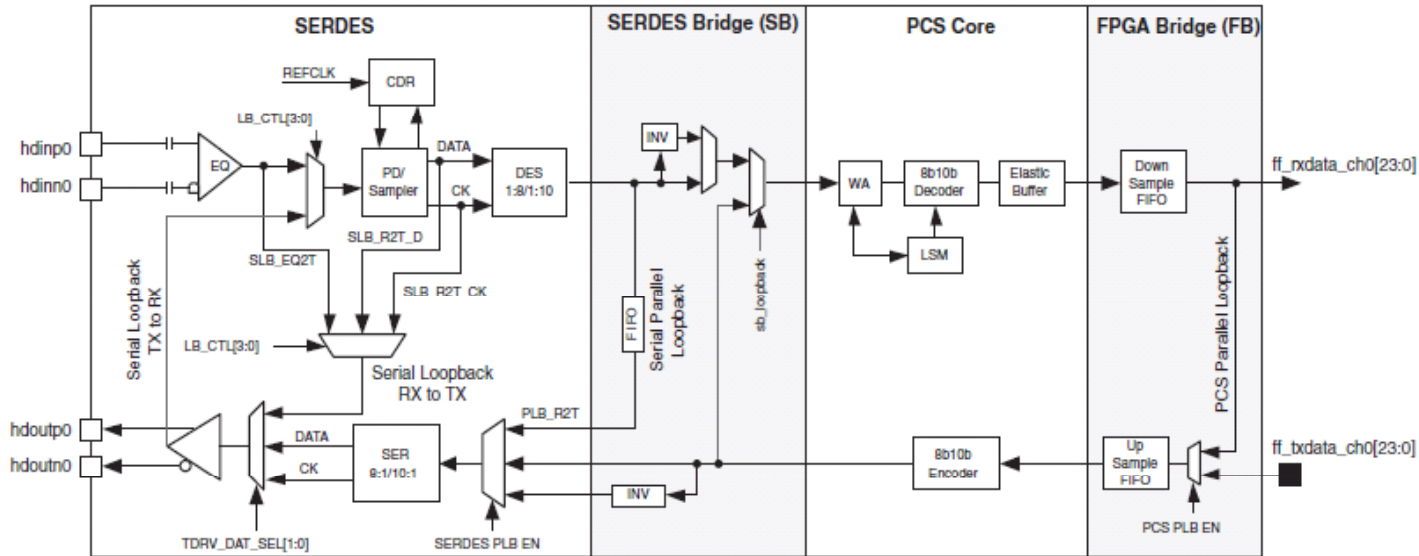 SERDES
SERDES Bridge (SB)
PCS Core
FPGA Bridge (FB)
REFCLK
CDR
LB_CTL[3:0]
hdinp0
hdinn0
EQ
PD/
Sampler
DATA
CK
DES
1:8/1:10
INV
WA
8b10b
Decoder
Elastic
Buffer
LSM
Down
Sample
FIFO
ff_rxdata_ch0[23:0]
SLB_EQ2T
SLB_R2T_D
SLB_R2T_CK
sb_loopback
Serial Loopback
TX to RX
LB_CTL[3:0]
Serial Loopback
RX to TX
FIFO
Serial Parallel
Loopback
PCS Parallel Loopback
PLB_R2T
hdoutp0
hdoutn0
DATA
CK
SER
8:1/10:1
INV
8b10b
Encoder
Up
Sample
FIFO
ff_txdata_ch0[23:0]
TDRV_DAT_SEL[1:0]
SERDES PLB EN
PCS PLB EN